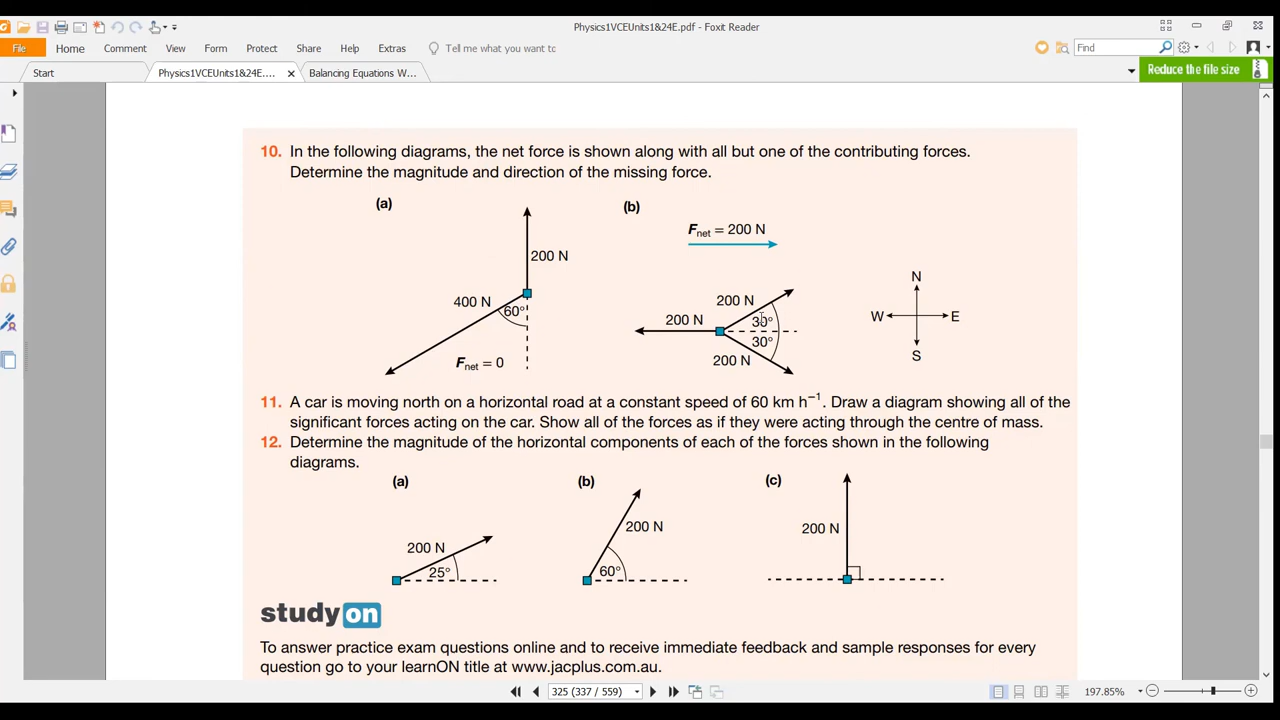 Physics1VCEUnits1&24E.pdf - Foxit Reader
File Home Comment View Form Protect Share Help Extras Tell me what you want tc Find
Start Physics1VCEUnits1&24E.... Balancing Equations W... Reduce the file size
10. In the following diagrams, the net force is shown along with all but one of the contributing forces.
Determine the magnitude and direction of the missing force.
(a) (b)
Fnet = 200 N
200 N
N
400 N 60° 200 N
200 N 30° W E
30°
200 N S
Fnet = 0
11. A car is moving north on a horizontal road at a constant speed of 60 km h−1. Draw a diagram showing all of the
significant forces acting on the car. Show all of the forces as if they were acting through the centre of mass.
12. Determine the magnitude of the horizontal components of each of the forces shown in the following
diagrams.
(a) (b) (c)
200 N 200 N 200 N
25° 60°
studyon
To answer practice exam questions online and to receive immediate feedback and sample responses for every
question go to your learnON title at www.jacplus.com.au.
325 (337 / 559) 197.85%